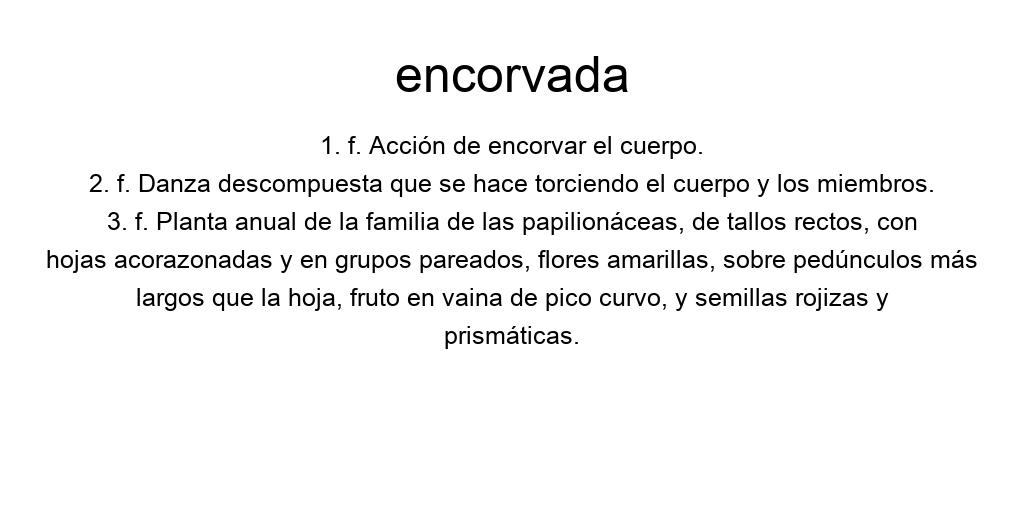 encorvada
1. f. Acción de encorvar el cuerpo.
2. f. Danza descompuesta que se hace torciendo el cuerpo y los miembros.
3. f. Planta anual de la familia de las papilionáceas, de tallos rectos, con
hojas acorazonadas y en grupos pareados, flores amarillas, sobre pedúnculos más
largos que la hoja, fruto en vaina de pico curvo, y semillas rojizas y
prismáticas.